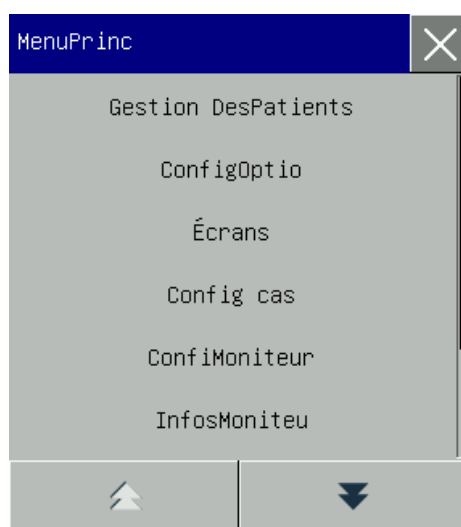 MenuPrinc
Gestion DesPatients
ConfigOptio
Écrans
Config cas
ConfiMoniteur
InfosMoniteu